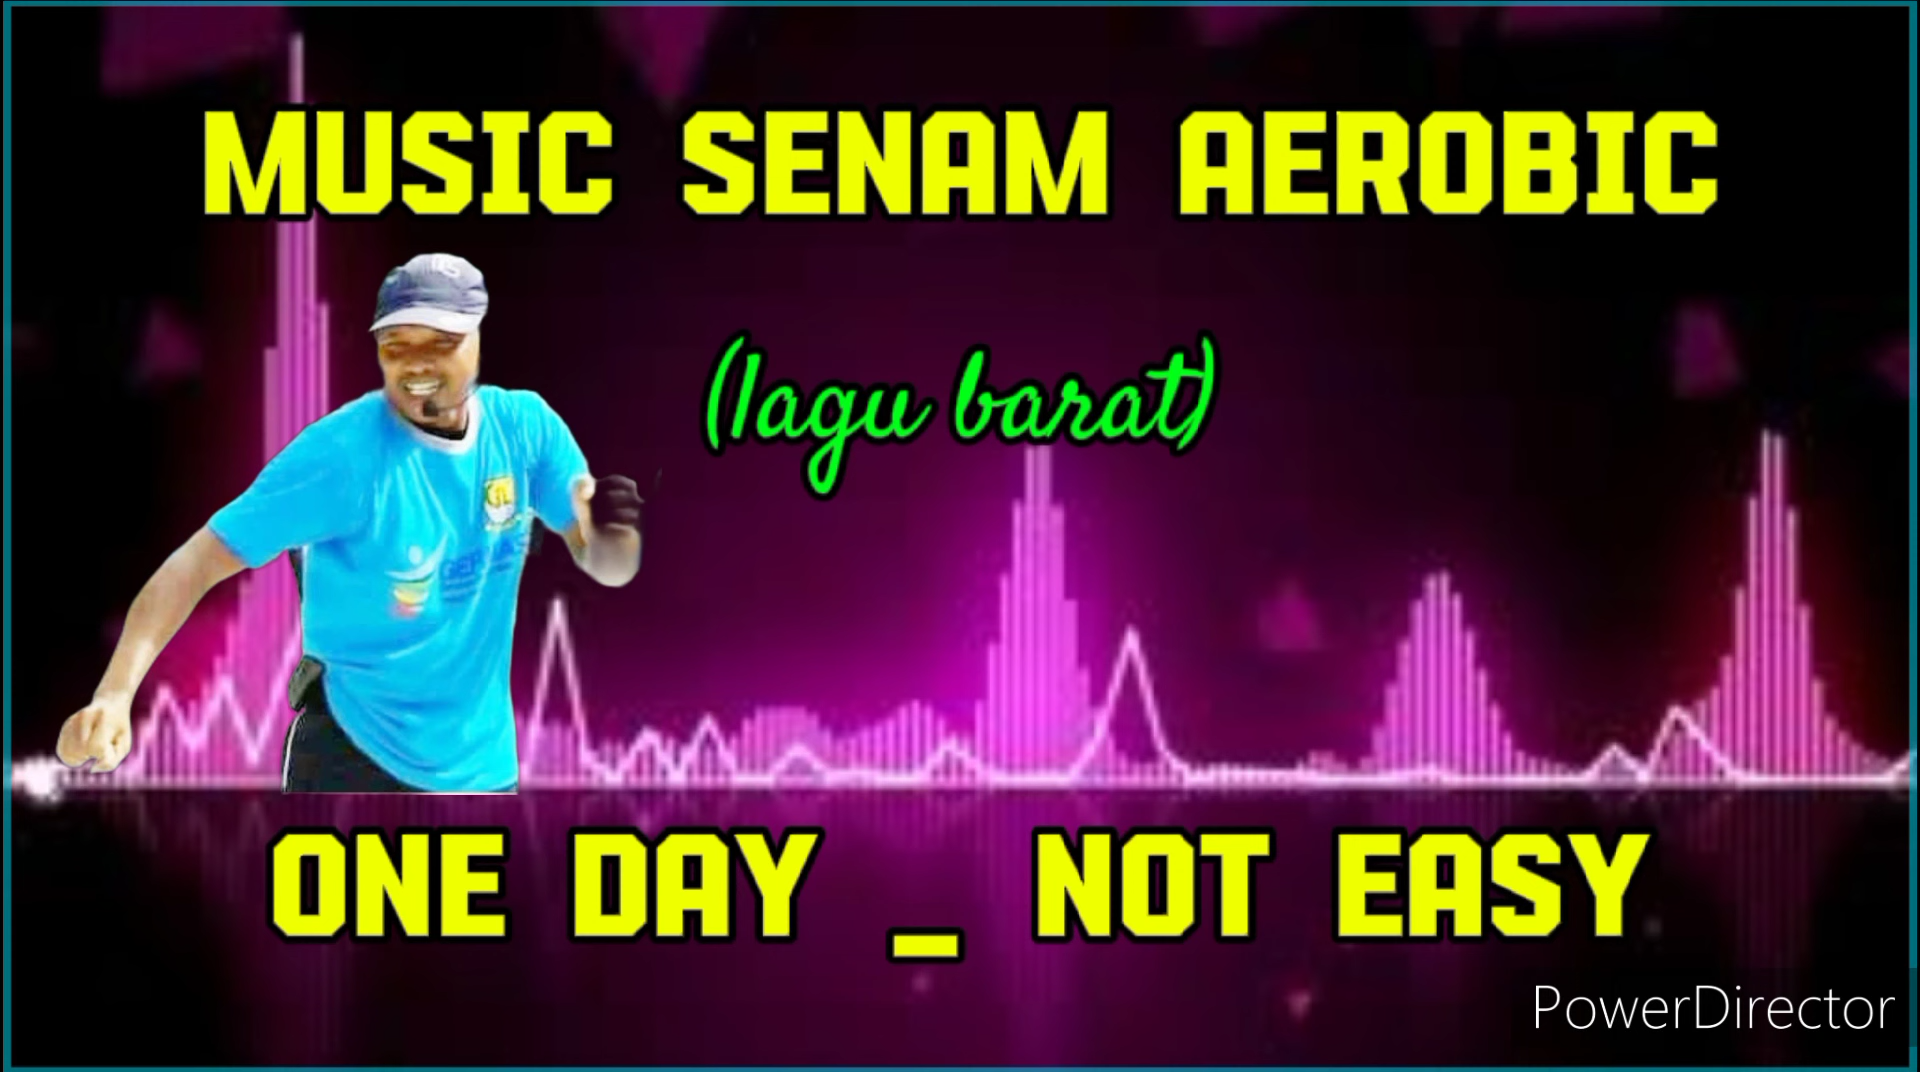 MUSIC SENAM AEROBIC
(lagu barat)
ONE DAY _ NOT EASY
PowerDirector